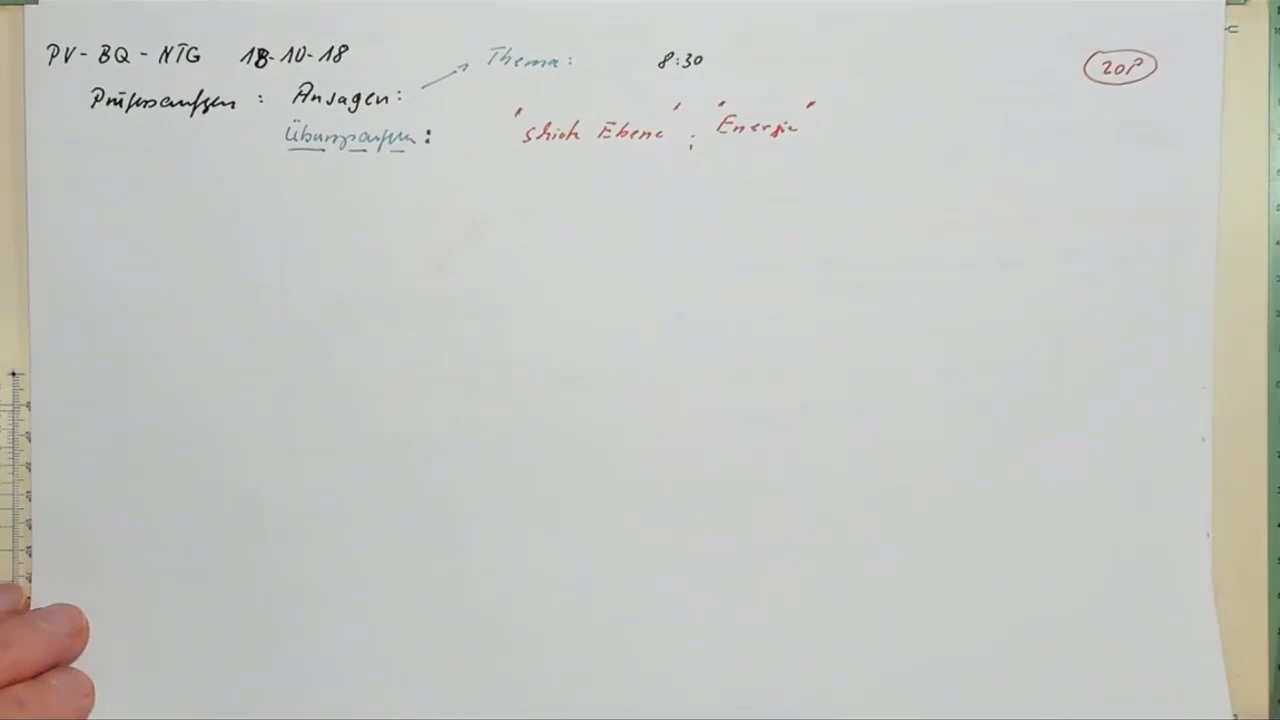 PV - BQ - NTG 18-10-18 Thema: 8:30 20P
Prüfungsaufgaben : Ansagen:
Übungsaufgaben : "schiefe Ebene" ; "Energie"